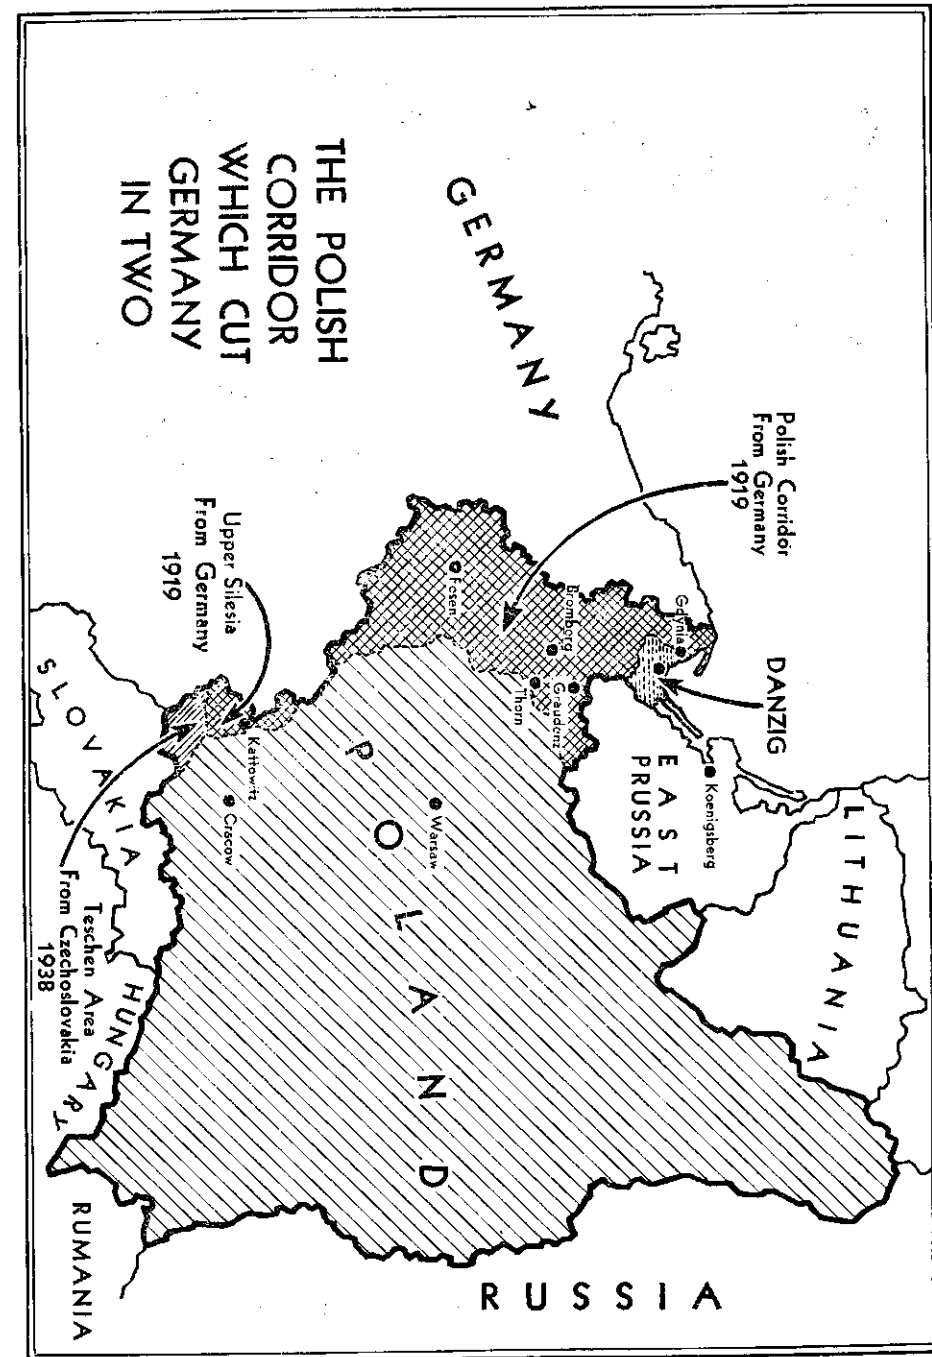 THE POLISH
CORRIDOR
WHICH CUT
GERMANY
IN TWO
GERMANY
Polish Corridor
From Germany
1919
DANZIG
Gdynia
Koenigsberg
EAST
PRUSSIA
LITHUANIA
Bromberg
Graudenz
Thorn
Posen
POLAND
Warsaw
Upper Silesia
From Germany
1919
Kattowitz
Cracow
SLOVAKIA
Teschen Area
From Czechoslovakia
1938
HUNGARY
RUMANIA
RUSSIA